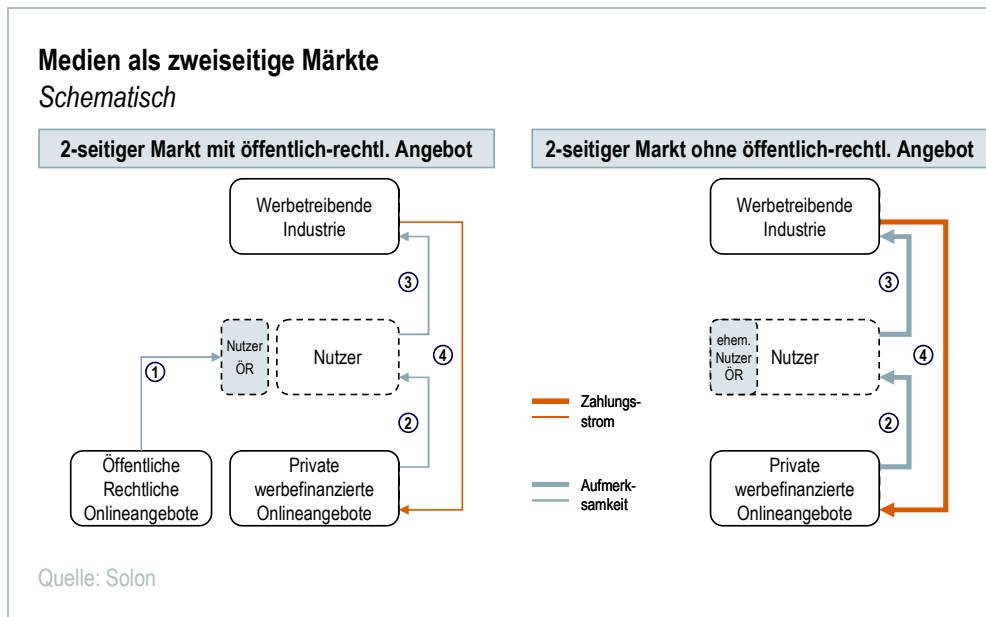 Medien als zweiseitige Märkte
Schematisch
2-seitiger Markt mit öffentlich-rechtl. Angebot
Werbetreibende
Industrie
3
Nutzer
ÖR
Nutzer
4
1
2
Öffentliche
Rechtliche
Onlineangebote
Private
werbefinanzierte
Onlineangebote
Zahlungs-
strom
Aufmerk-
samkeit
2-seitiger Markt ohne öffentlich-rechtl. Angebot
Werbetreibende
Industrie
3
ehem.
Nutzer
ÖR
Nutzer
4
2
Private
werbefinanzierte
Onlineangebote
Quelle: Solon